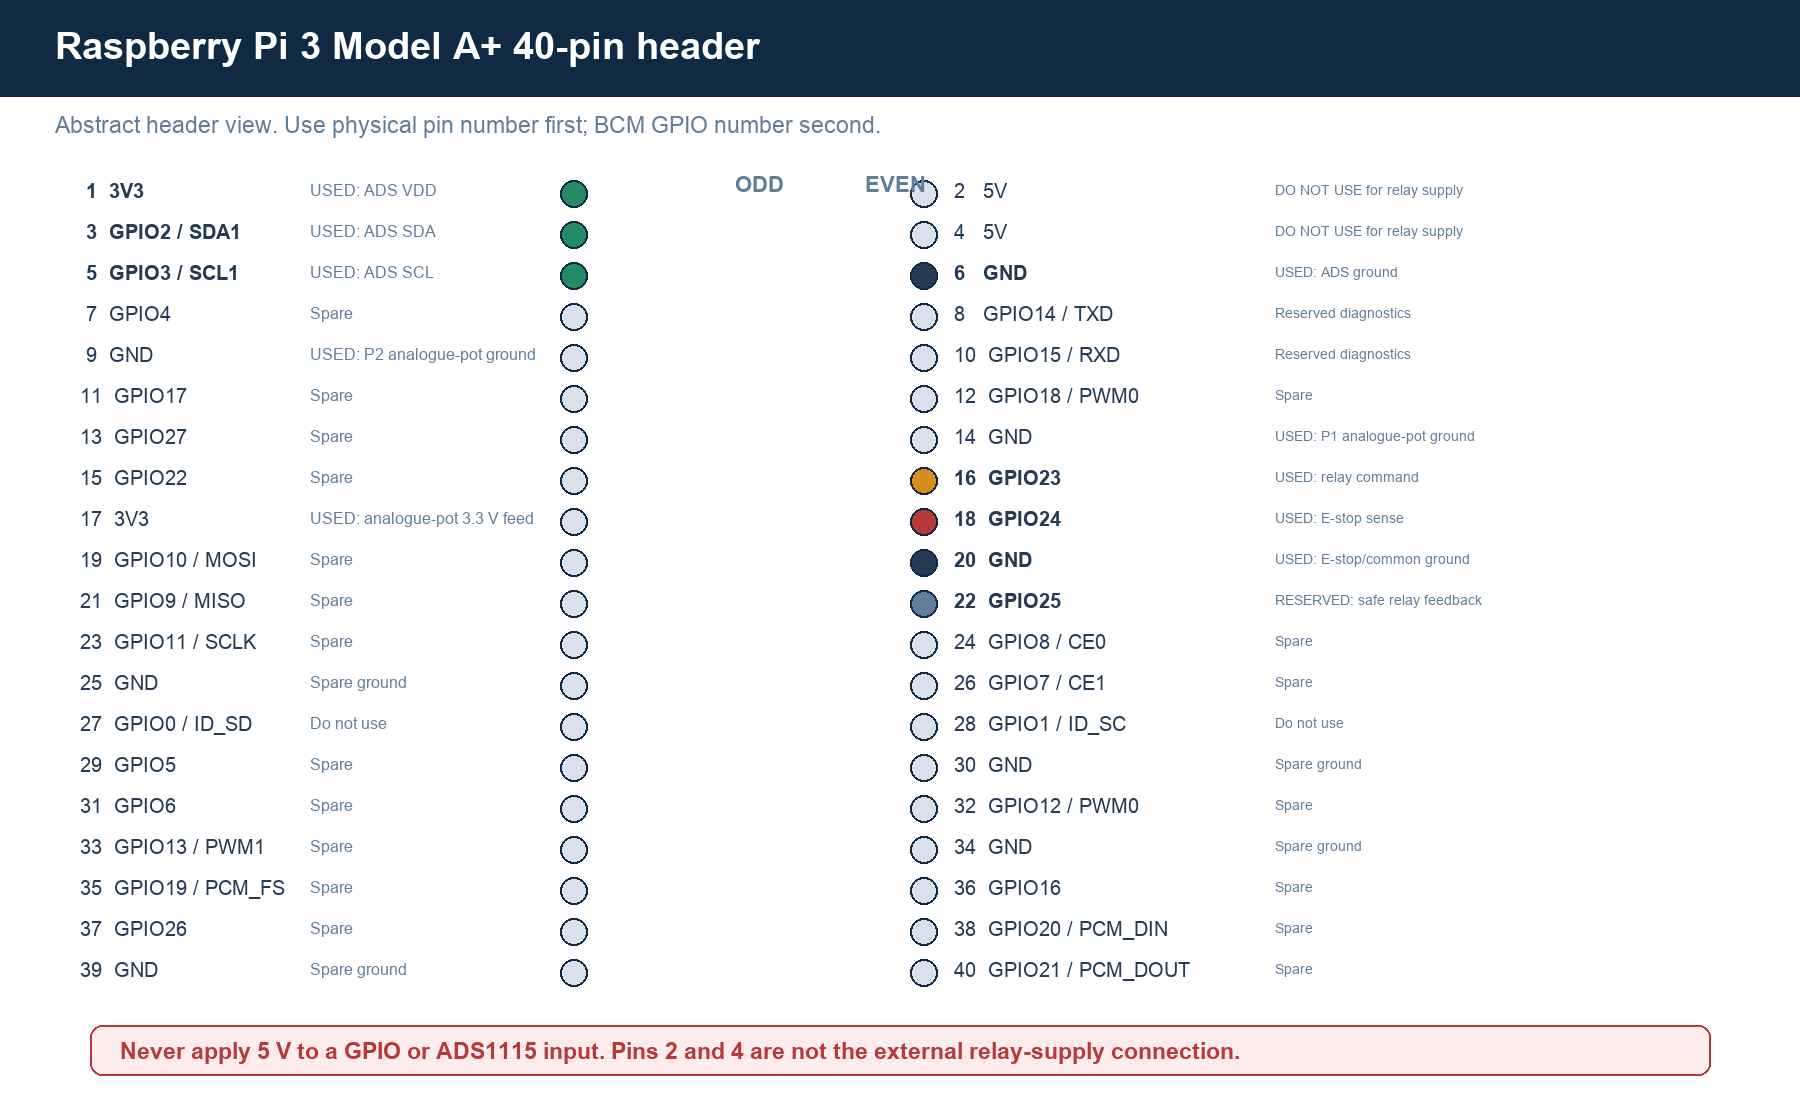 Raspberry Pi 3 Model A+ 40-pin header
Abstract header view. Use physical pin number first; BCM GPIO number second.
ODD EVEN
1 3V3 USED: ADS VDD 2 5V DO NOT USE for relay supply
3 GPIO2 / SDA1 USED: ADS SDA 4 5V DO NOT USE for relay supply
5 GPIO3 / SCL1 USED: ADS SCL 6 GND USED: ADS ground
7 GPIO4 Spare 8 GPIO14 / TXD Reserved diagnostics
9 GND USED: P2 analogue-pot ground 10 GPIO15 / RXD Reserved diagnostics
11 GPIO17 Spare 12 GPIO18 / PWM0 Spare
13 GPIO27 Spare 14 GND USED: P1 analogue-pot ground
15 GPIO22 Spare 16 GPIO23 USED: relay command
17 3V3 USED: analogue-pot 3.3 V feed 18 GPIO24 USED: E-stop sense
19 GPIO10 / MOSI Spare 20 GND USED: E-stop/common ground
21 GPIO9 / MISO Spare 22 GPIO25 RESERVED: safe relay feedback
23 GPIO11 / SCLK Spare 24 GPIO8 / CE0 Spare
25 GND Spare ground 26 GPIO7 / CE1 Spare
27 GPIO0 / ID_SD Do not use 28 GPIO1 / ID_SC Do not use
29 GPIO5 Spare 30 GND Spare ground
31 GPIO6 Spare 32 GPIO12 / PWM0 Spare
33 GPIO13 / PWM1 Spare 34 GND Spare ground
35 GPIO19 / PCM_FS Spare 36 GPIO16 Spare
37 GPIO26 Spare 38 GPIO20 / PCM_DIN Spare
39 GND Spare ground 40 GPIO21 / PCM_DOUT Spare
Never apply 5 V to a GPIO or ADS1115 input. Pins 2 and 4 are not the external relay-supply connection.